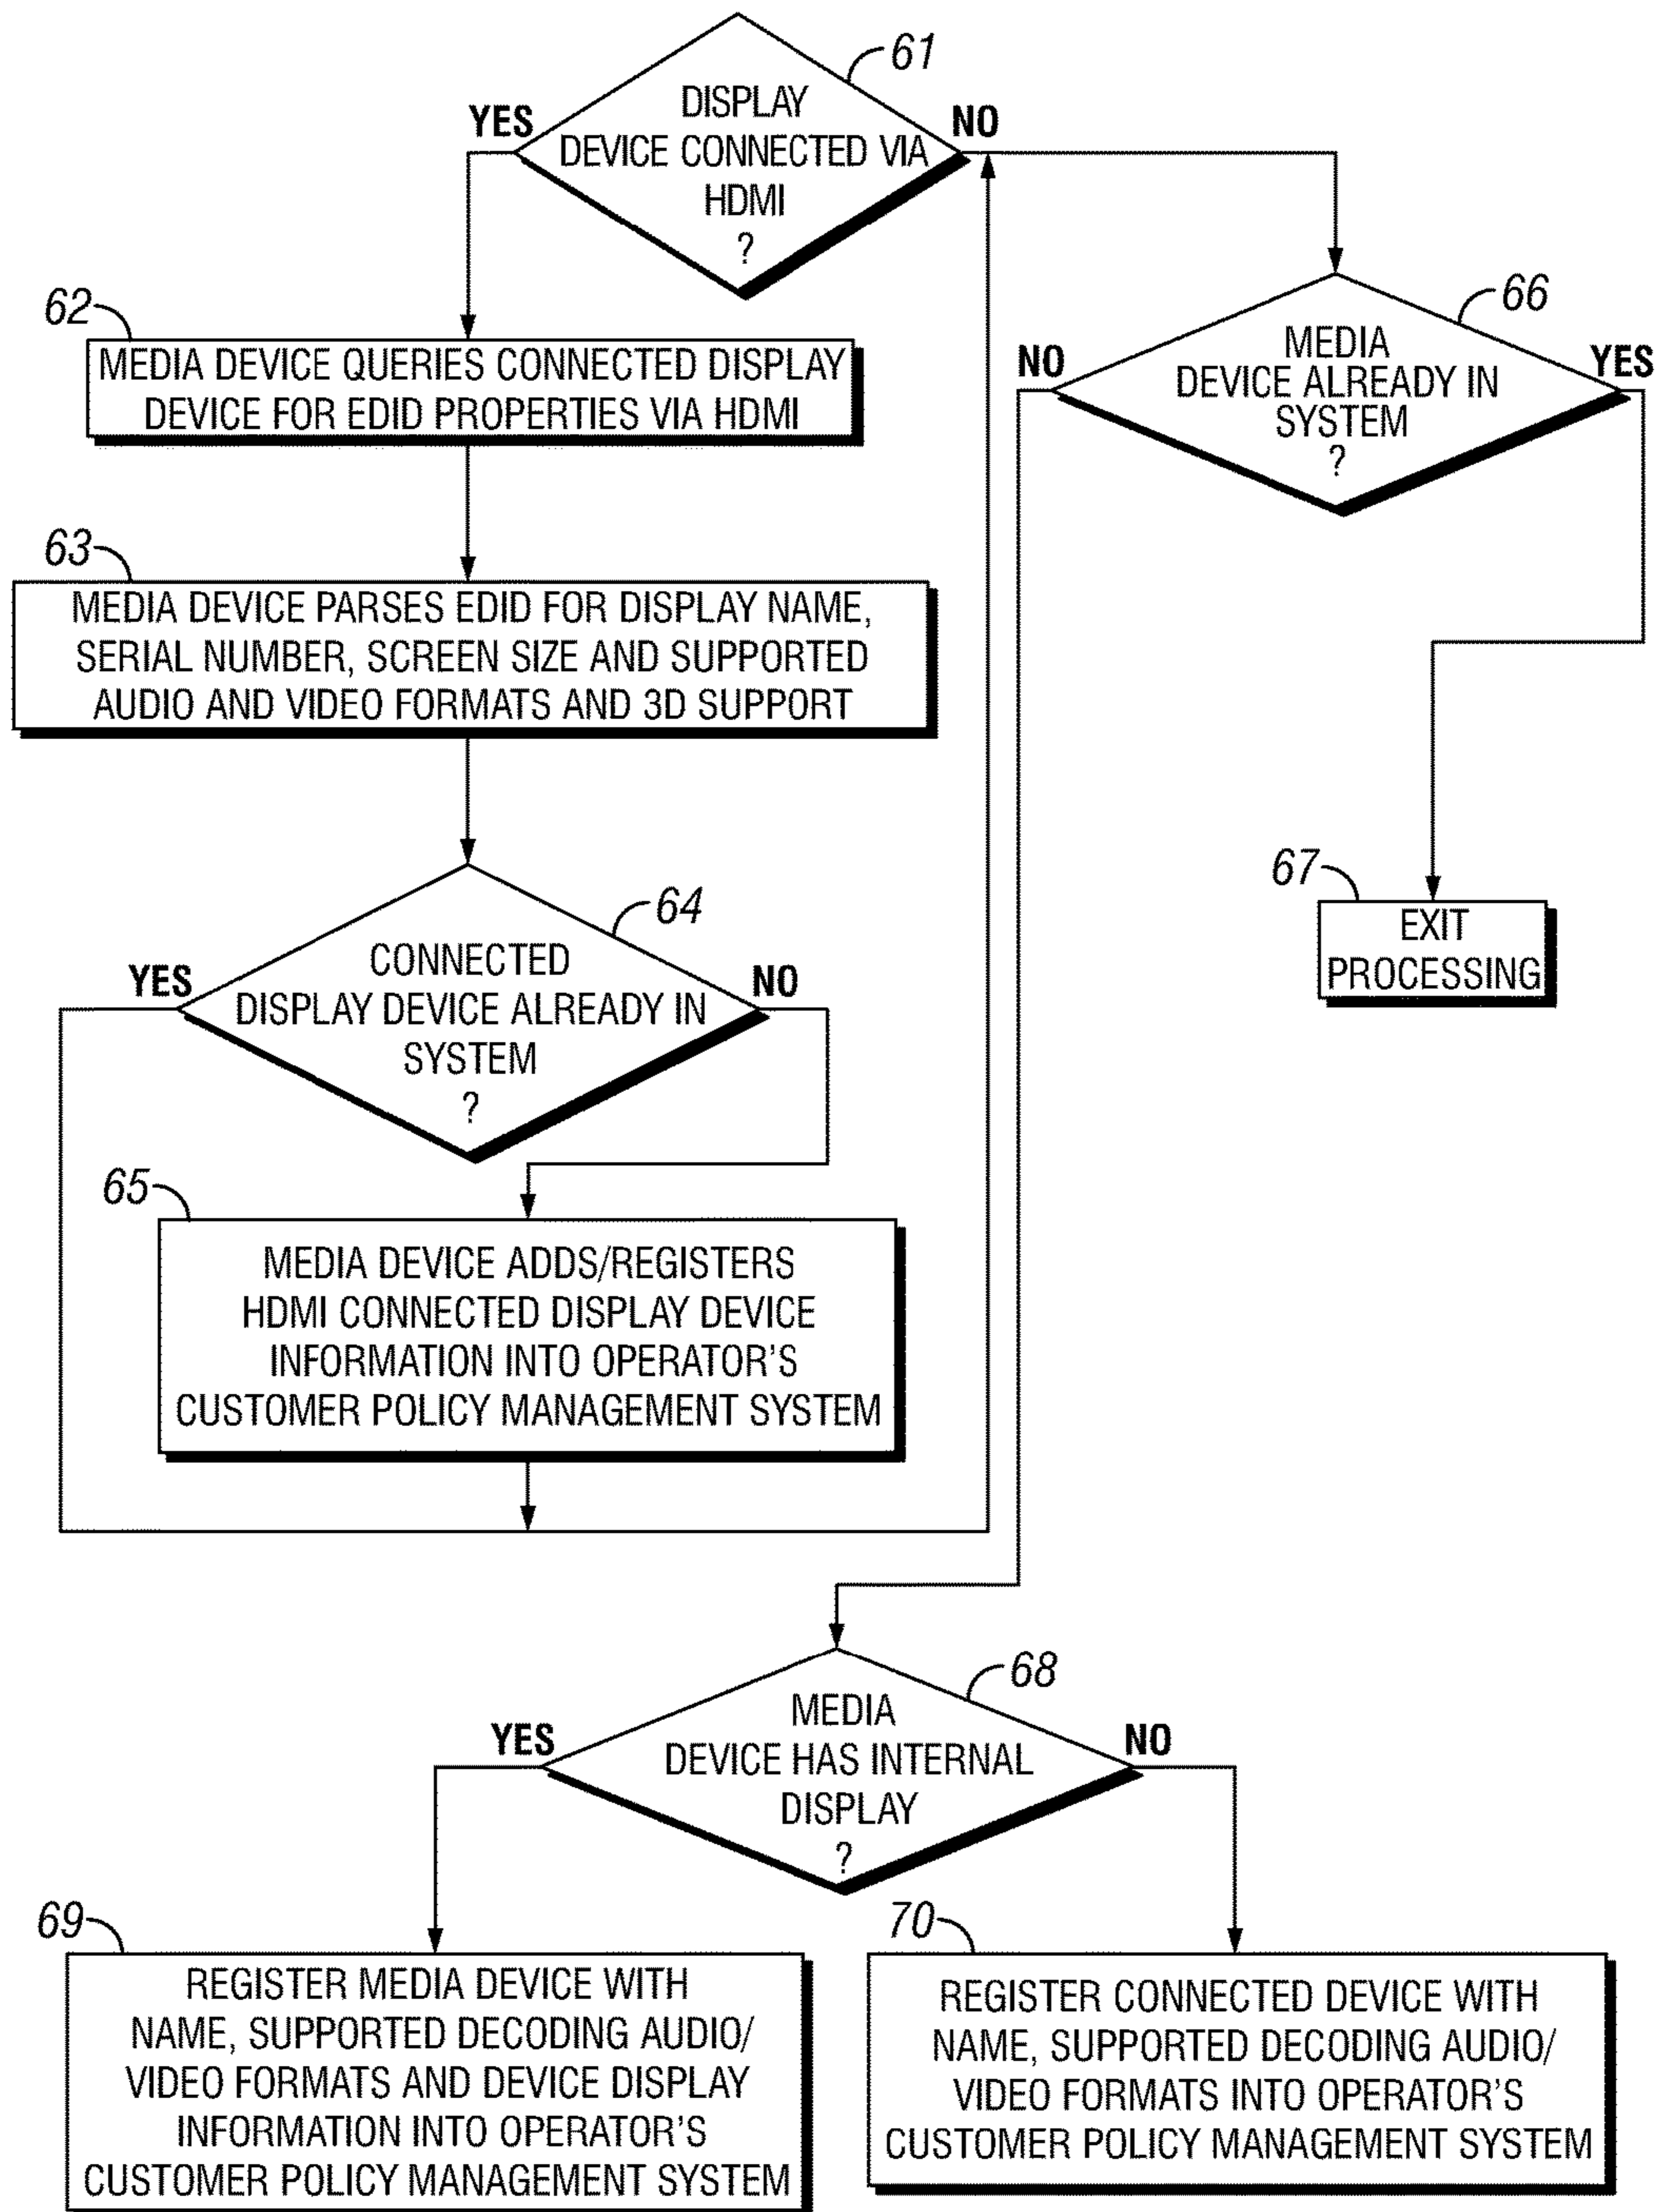 61
DISPLAY
DEVICE CONNECTED VIA
HDMI
?
YES
NO
62
MEDIA DEVICE QUERIES CONNECTED DISPLAY
DEVICE FOR EDID PROPERTIES VIA HDMI
66
MEDIA
DEVICE ALREADY IN
SYSTEM
?
NO
YES
63
MEDIA DEVICE PARSES EDID FOR DISPLAY NAME,
SERIAL NUMBER, SCREEN SIZE AND SUPPORTED
AUDIO AND VIDEO FORMATS AND 3D SUPPORT
64
CONNECTED
DISPLAY DEVICE ALREADY IN
SYSTEM
?
YES
NO
67
EXIT
PROCESSING
65
MEDIA DEVICE ADDS/REGISTERS
HDMI CONNECTED DISPLAY DEVICE
INFORMATION INTO OPERATOR'S
CUSTOMER POLICY MANAGEMENT SYSTEM
68
MEDIA
DEVICE HAS INTERNAL
DISPLAY
?
YES
NO
69
REGISTER MEDIA DEVICE WITH
NAME, SUPPORTED DECODING AUDIO/
VIDEO FORMATS AND DEVICE DISPLAY
INFORMATION INTO OPERATOR'S
CUSTOMER POLICY MANAGEMENT SYSTEM
70
REGISTER CONNECTED DEVICE WITH
NAME, SUPPORTED DECODING AUDIO/
VIDEO FORMATS INTO OPERATOR'S
CUSTOMER POLICY MANAGEMENT SYSTEM